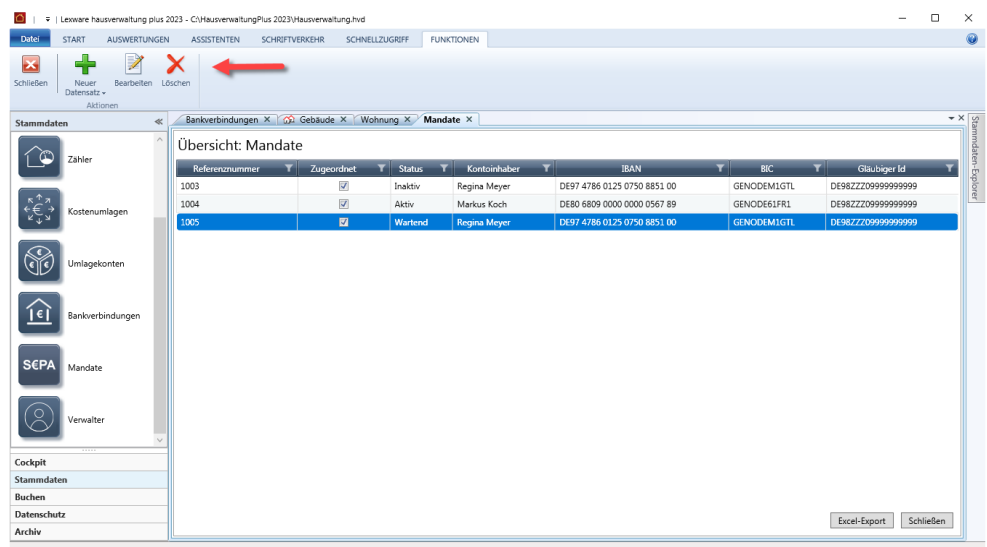 Lexware hausverwaltung plus 2023 - C:\HausverwaltungPlus 2023\Hausverwaltung.hvd
Datei START AUSWERTUNGEN ASSISTENTEN SCHRIFTVERKEHR SCHNELLZUGRIFF FUNKTIONEN
Schließen Neuer Datensatz Bearbeiten Löschen
Aktionen
Stammdaten
Bankverbindungen Gebäude Wohnung Mandate
Übersicht: Mandate
Referenznummer Zugeordnet Status Kontoinhaber IBAN BIC Gläubiger Id
1003 Inaktiv Regina Meyer DE97 4786 0125 0750 8851 00 GENODEM1GTL DE98ZZZ09999999999
1004 Aktiv Markus Koch DE80 6809 0000 0000 0567 89 GENODE61FR1 DE98ZZZ09999999999
1005 Wartend Regina Meyer DE97 4786 0125 0750 8851 00 GENODEM1GTL DE98ZZZ09999999999
Zähler
Kostenumlagen
Umlagekonten
Bankverbindungen
S€PA Mandate
Verwalter
Cockpit
Stammdaten
Buchen
Datenschutz
Archiv
Excel-Export Schließen
Stammdaten-Explorer